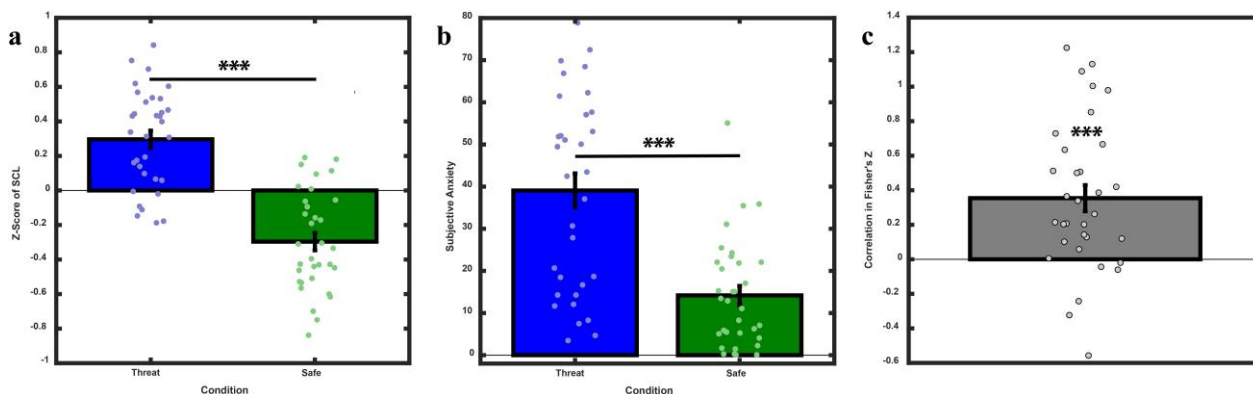 a
Z-Score of SCL
1
0.8
0.6
0.4
0.2
0
-0.2
-0.4
-0.6
-0.8
-1
***
Threat
Safe
Condition
b
Subjective Anxiety
80
70
60
50
40
30
20
10
0
***
Threat
Safe
Condition
c
Correlation in Fisher's Z
1.4
1.2
1
0.8
0.6
0.4
0.2
0
-0.2
-0.4
-0.6
***